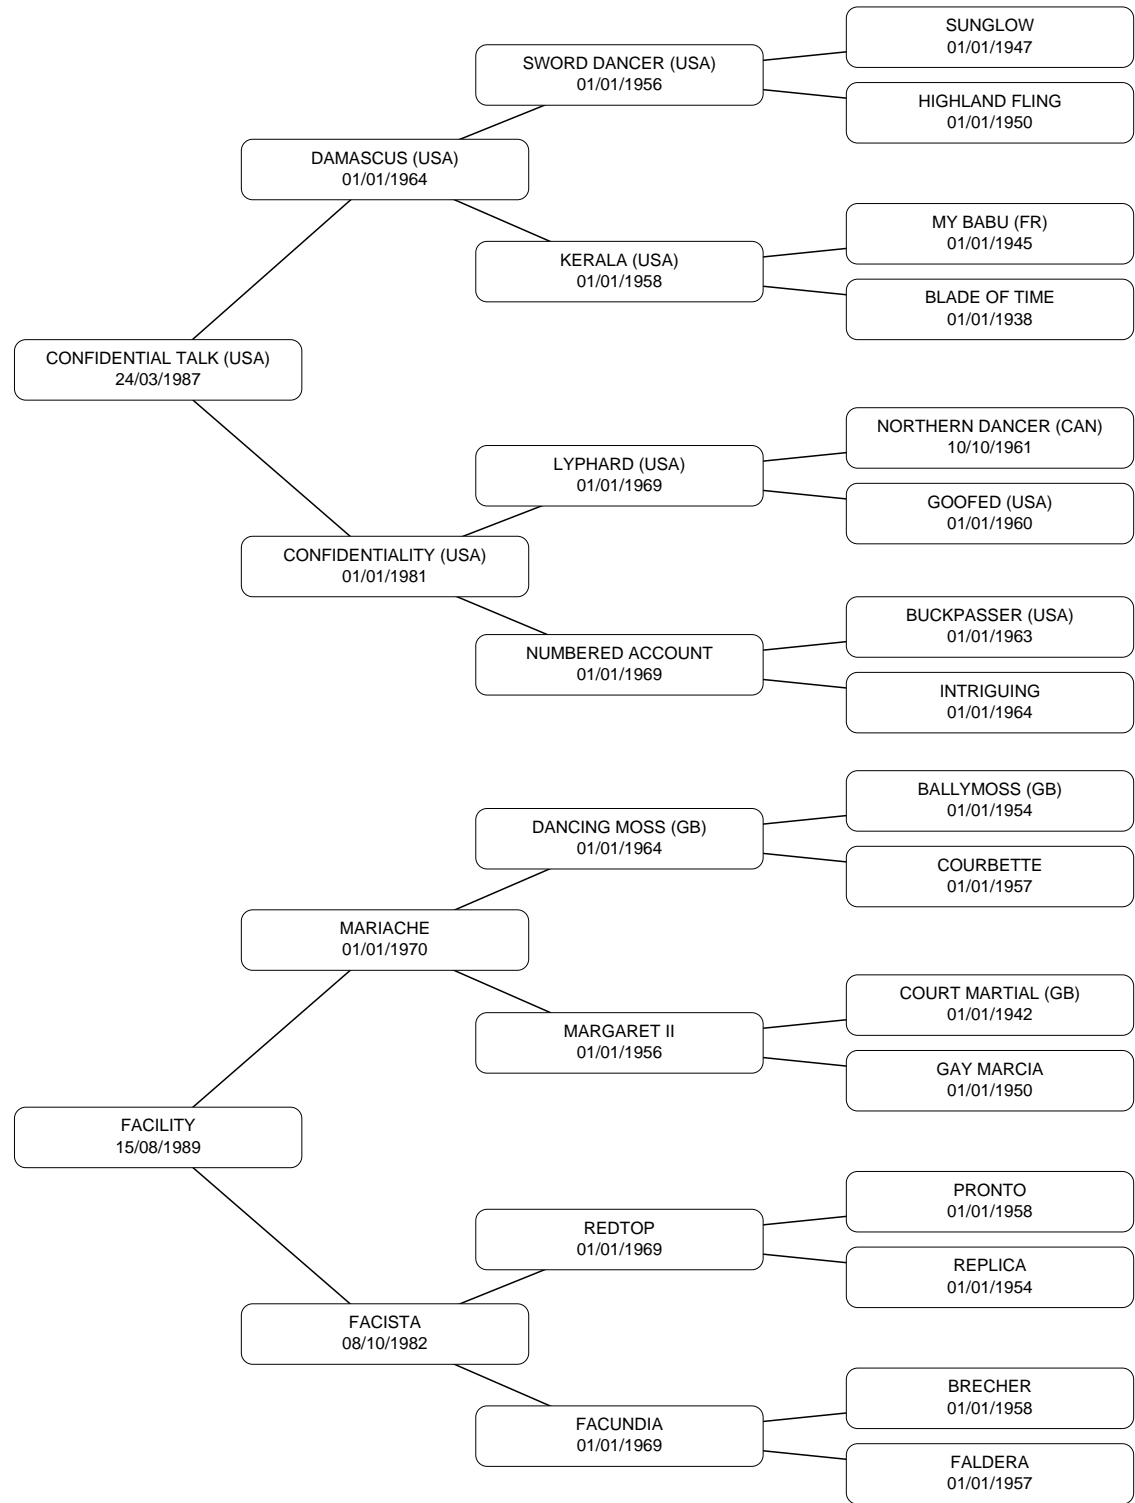 SUNGLOW
01/01/1947
SWORD DANCER (USA)
01/01/1956
HIGHLAND FLING
01/01/1950
DAMASCUS (USA)
01/01/1964
MY BABU (FR)
01/01/1945
KERALA (USA)
01/01/1958
BLADE OF TIME
01/01/1938
CONFIDENTIAL TALK (USA)
24/03/1987
NORTHERN DANCER (CAN)
10/10/1961
LYPHARD (USA)
01/01/1969
GOOFED (USA)
01/01/1960
CONFIDENTIALITY (USA)
01/01/1981
BUCKPASSER (USA)
01/01/1963
NUMBERED ACCOUNT
01/01/1969
INTRIGUING
01/01/1964
BALLYMOSS (GB)
01/01/1954
DANCING MOSS (GB)
01/01/1964
COURBETTE
01/01/1957
MARIACHE
01/01/1970
COURT MARTIAL (GB)
01/01/1942
MARGARET II
01/01/1956
GAY MARCIA
01/01/1950
FACILITY
15/08/1989
PRONTO
01/01/1958
REDTOP
01/01/1969
REPLICA
01/01/1954
FACISTA
08/10/1982
BRECHER
01/01/1958
FACUNDIA
01/01/1969
FALDERA
01/01/1957